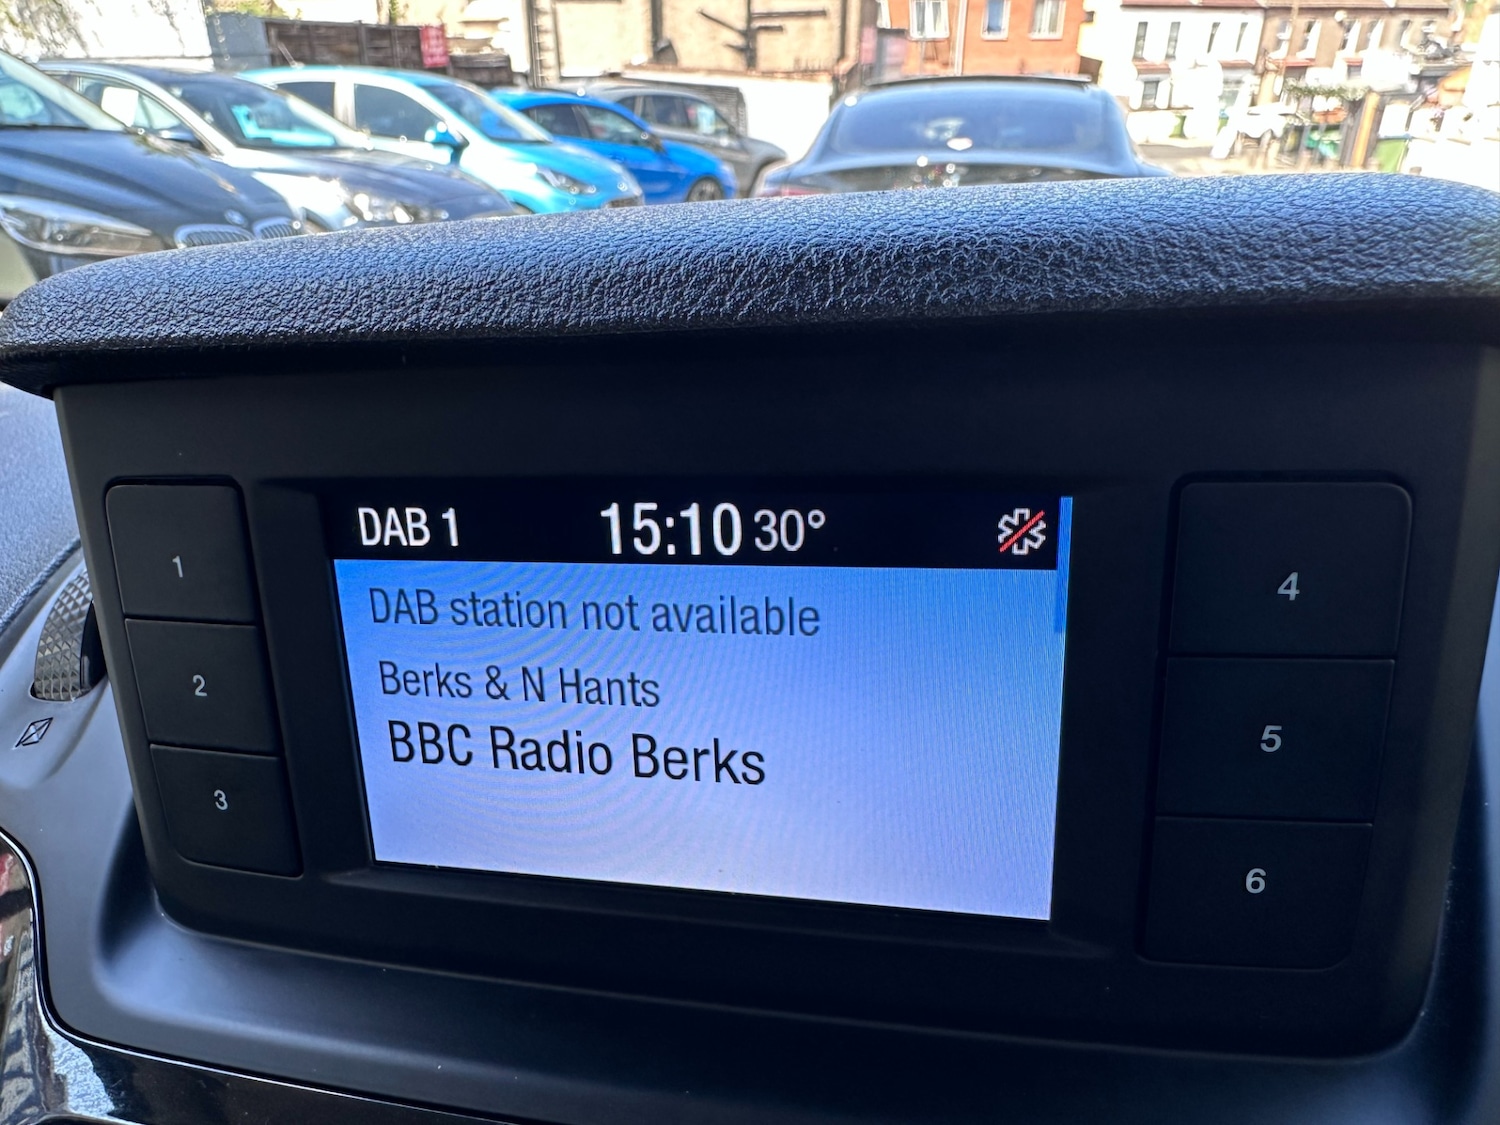 DAB 1 15:10 30°
DAB station not available
Berks & N Hants
BBC Radio Berks
1
2
3
4
5
6